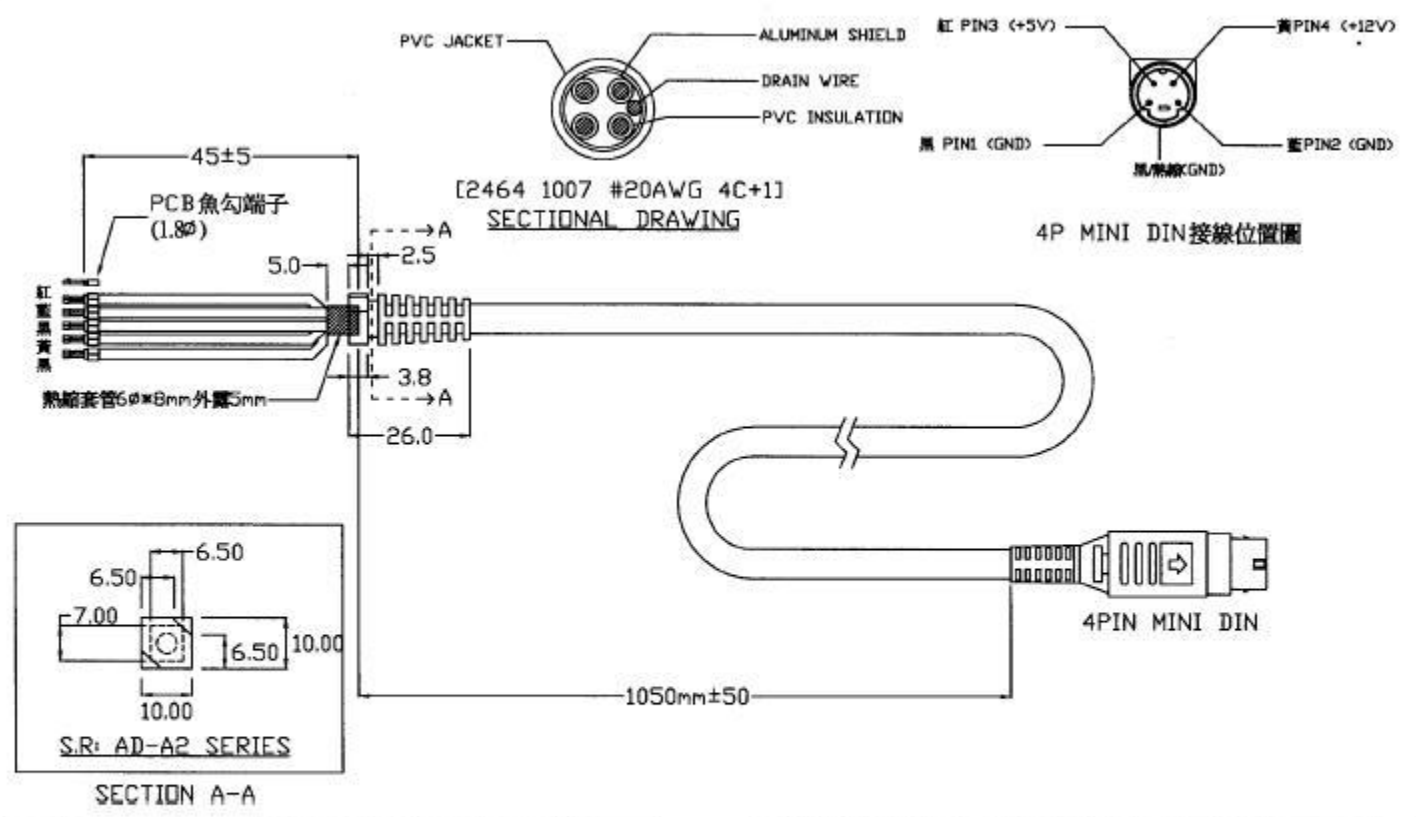 PVC JACKET
ALUMINUM SHIELD
DRAIN WIRE
PVC INSULATION
[2464 1007 #20AWG 4C+1]
SECTIONAL DRAWING
紅 PIN3 (+5V)
黃PIN4 (+12V)
黑 PIN1 (GND)
藍PIN2 (GND)
黑/熱縮(GND)
4P MINI DIN接線位置圖
45±5
PCB魚勾端子
(1.8Ø)
A
2.5
5.0
紅
藍
黑
黃
黑
3.8
A
熱縮套管6Ø*8mm外露5mm
26.0
6.50
6.50
7.00
6.50
10.00
10.00
S.R: AD-A2 SERIES
SECTION A-A
1050mm±50
4PIN MINI DIN